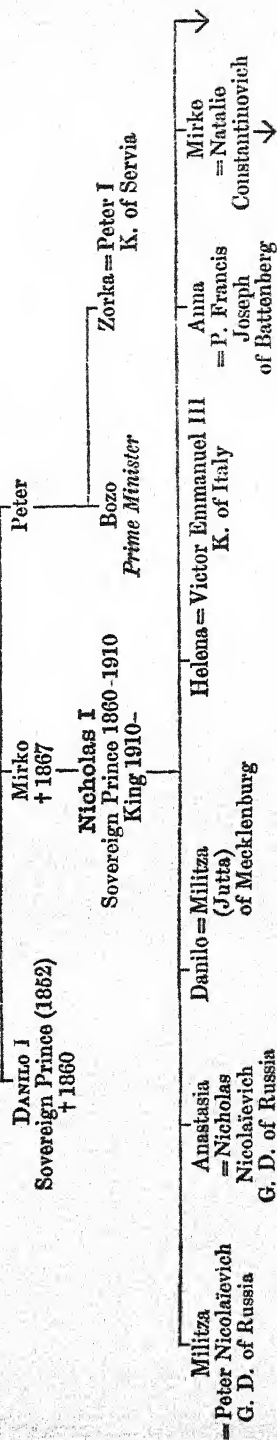 DANILO I
Sovereign Prince (1852)
† 1860
Mirko
† 1867
Peter
Nicholas I
Sovereign Prince 1860-1910
King 1910-
Bozo
Prime Minister
Zorka = Peter I
K. of Servia
Militza
= Peter Nicolaïevich
G. D. of Russia
Anastasia
= Nicholas
Nicolaïevich
G. D. of Russia
Danilo = Militza
(Jutta)
of Mecklenburg
Helena = Victor Emmanuel III
K. of Italy
Anna
= P. Francis
Joseph
of Battenberg
Mirko
= Natalie
Constantinovich